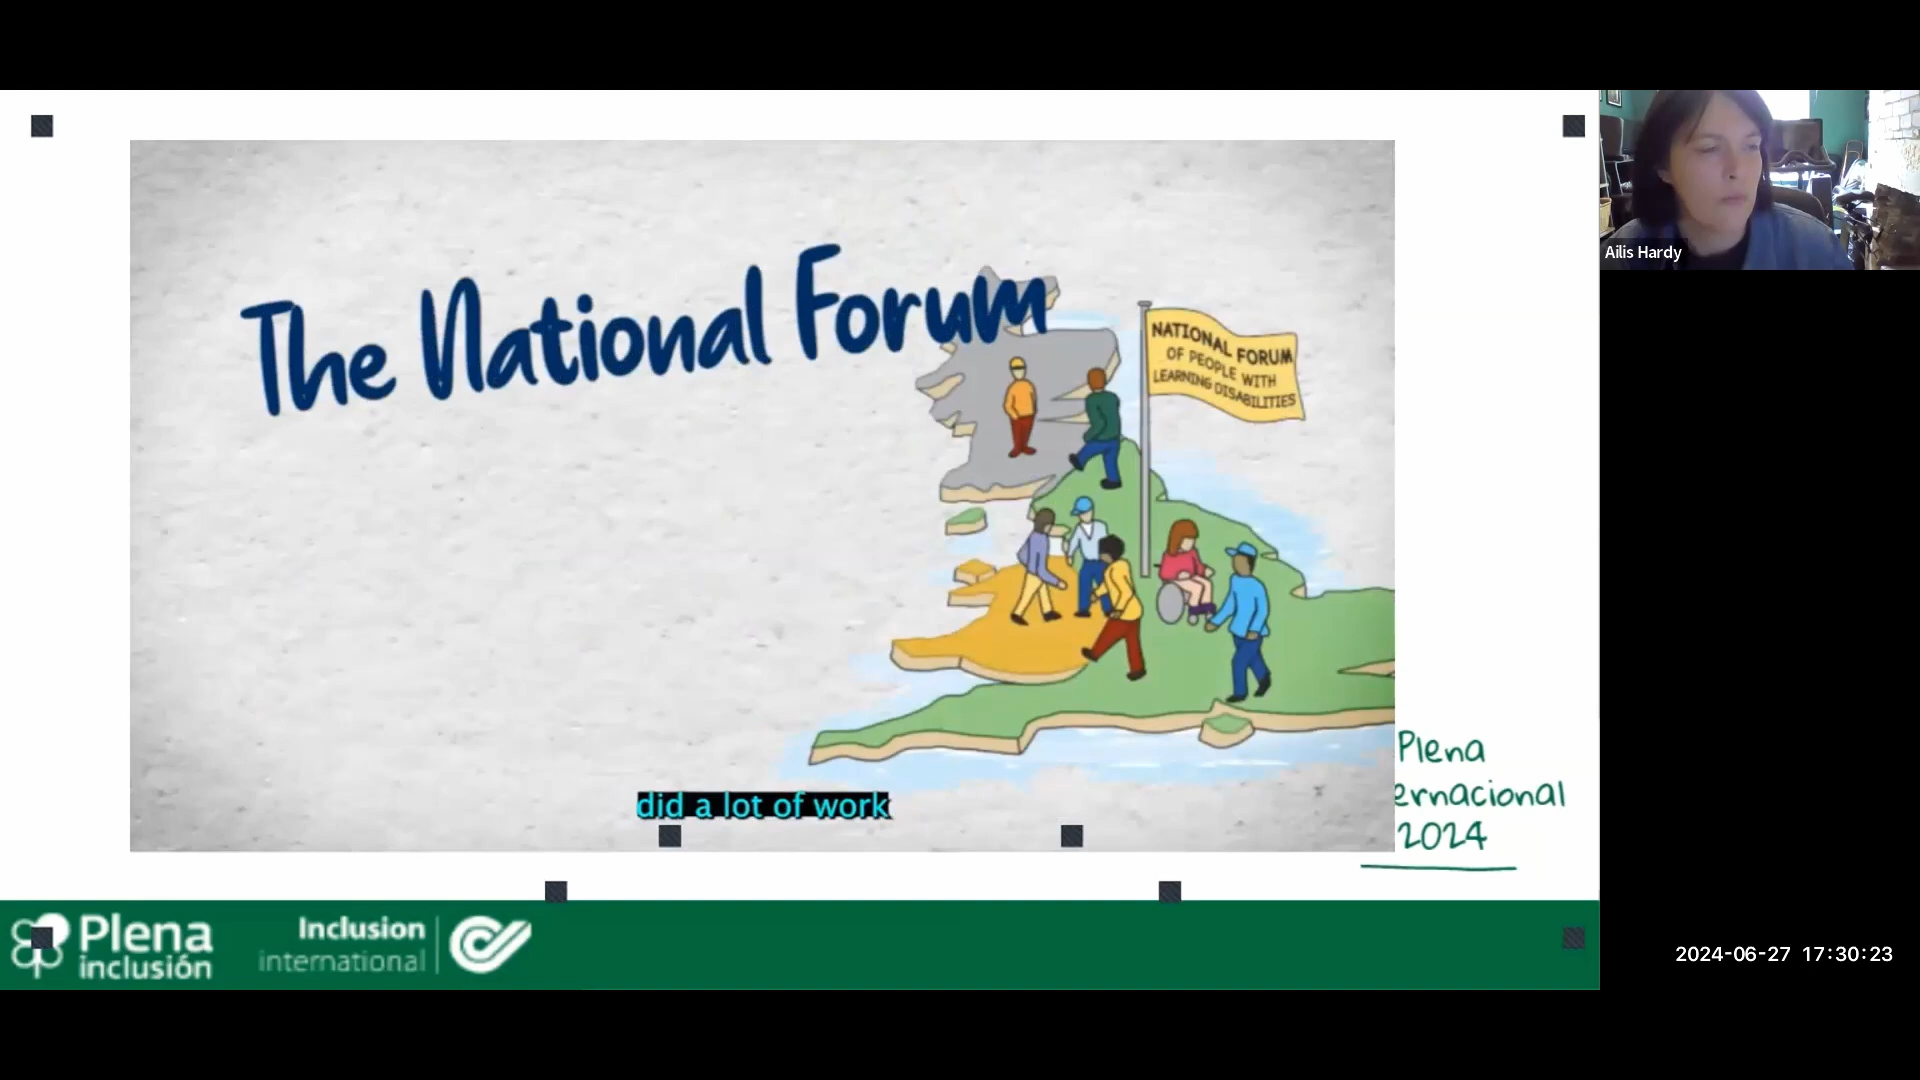 The National Forum
NATIONAL FORUM
OF PEOPLE WITH
LEARNING DISABILITIES
did a lot of work
Plena
ernacional
2024
Plena
inclusión
Inclusion
international
Ailis Hardy
2024-06-27 17:30:23